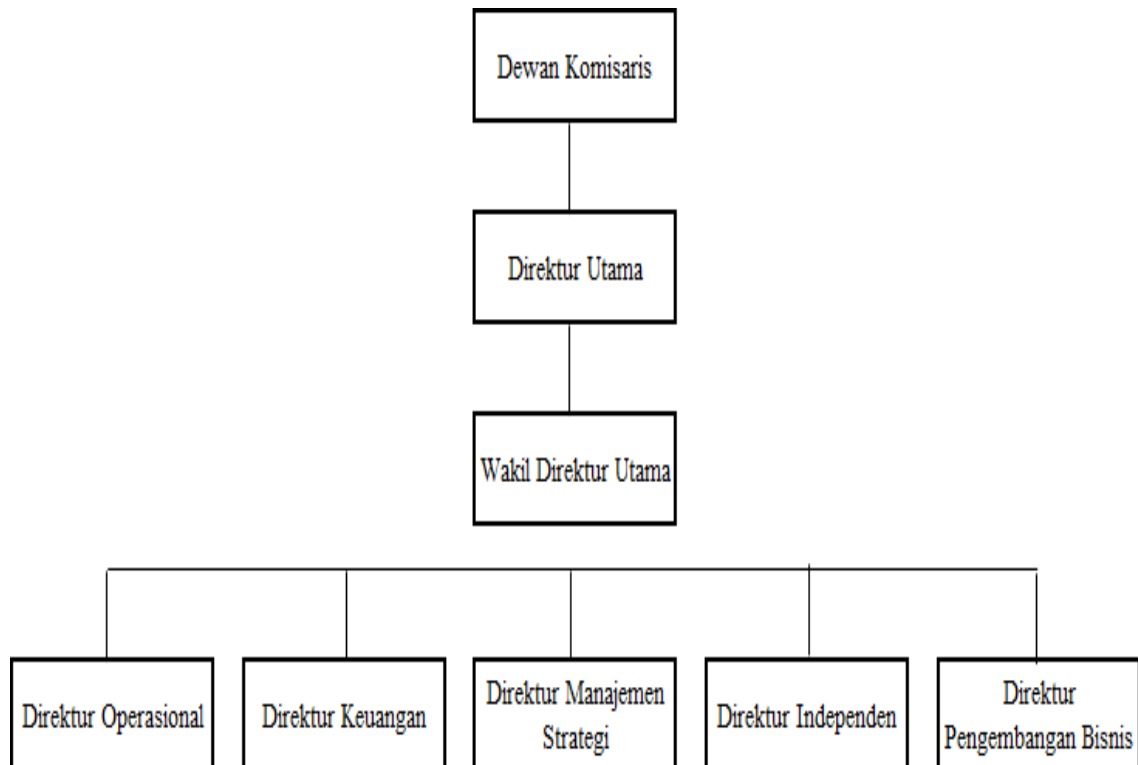 Dewan Komisaris
Direktur Utama
Wakil Direktur Utama
Direktur Operasional
Direktur Keuangan
Direktur Manajemen
Strategi
Direktur Independen
Direktur
Pengembangan Bisnis